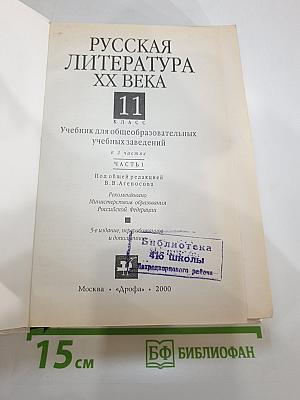 РУССКАЯ
ЛИТЕРАТУРА
XX ВЕКА
11
КЛАСС
Учебник для общеобразовательных
учебных заведений
в 2 частях
ЧАСТЬ 1
Под общей редакцией
В.В.Агеносова
Рекомендовано
Министерством образования
Российской Федерации
5-е издание, переработанное
и дополненное
Библиотека
школы
района
Москва • «Дрофа» • 2000
15 см
БФ БИБЛИОФАН